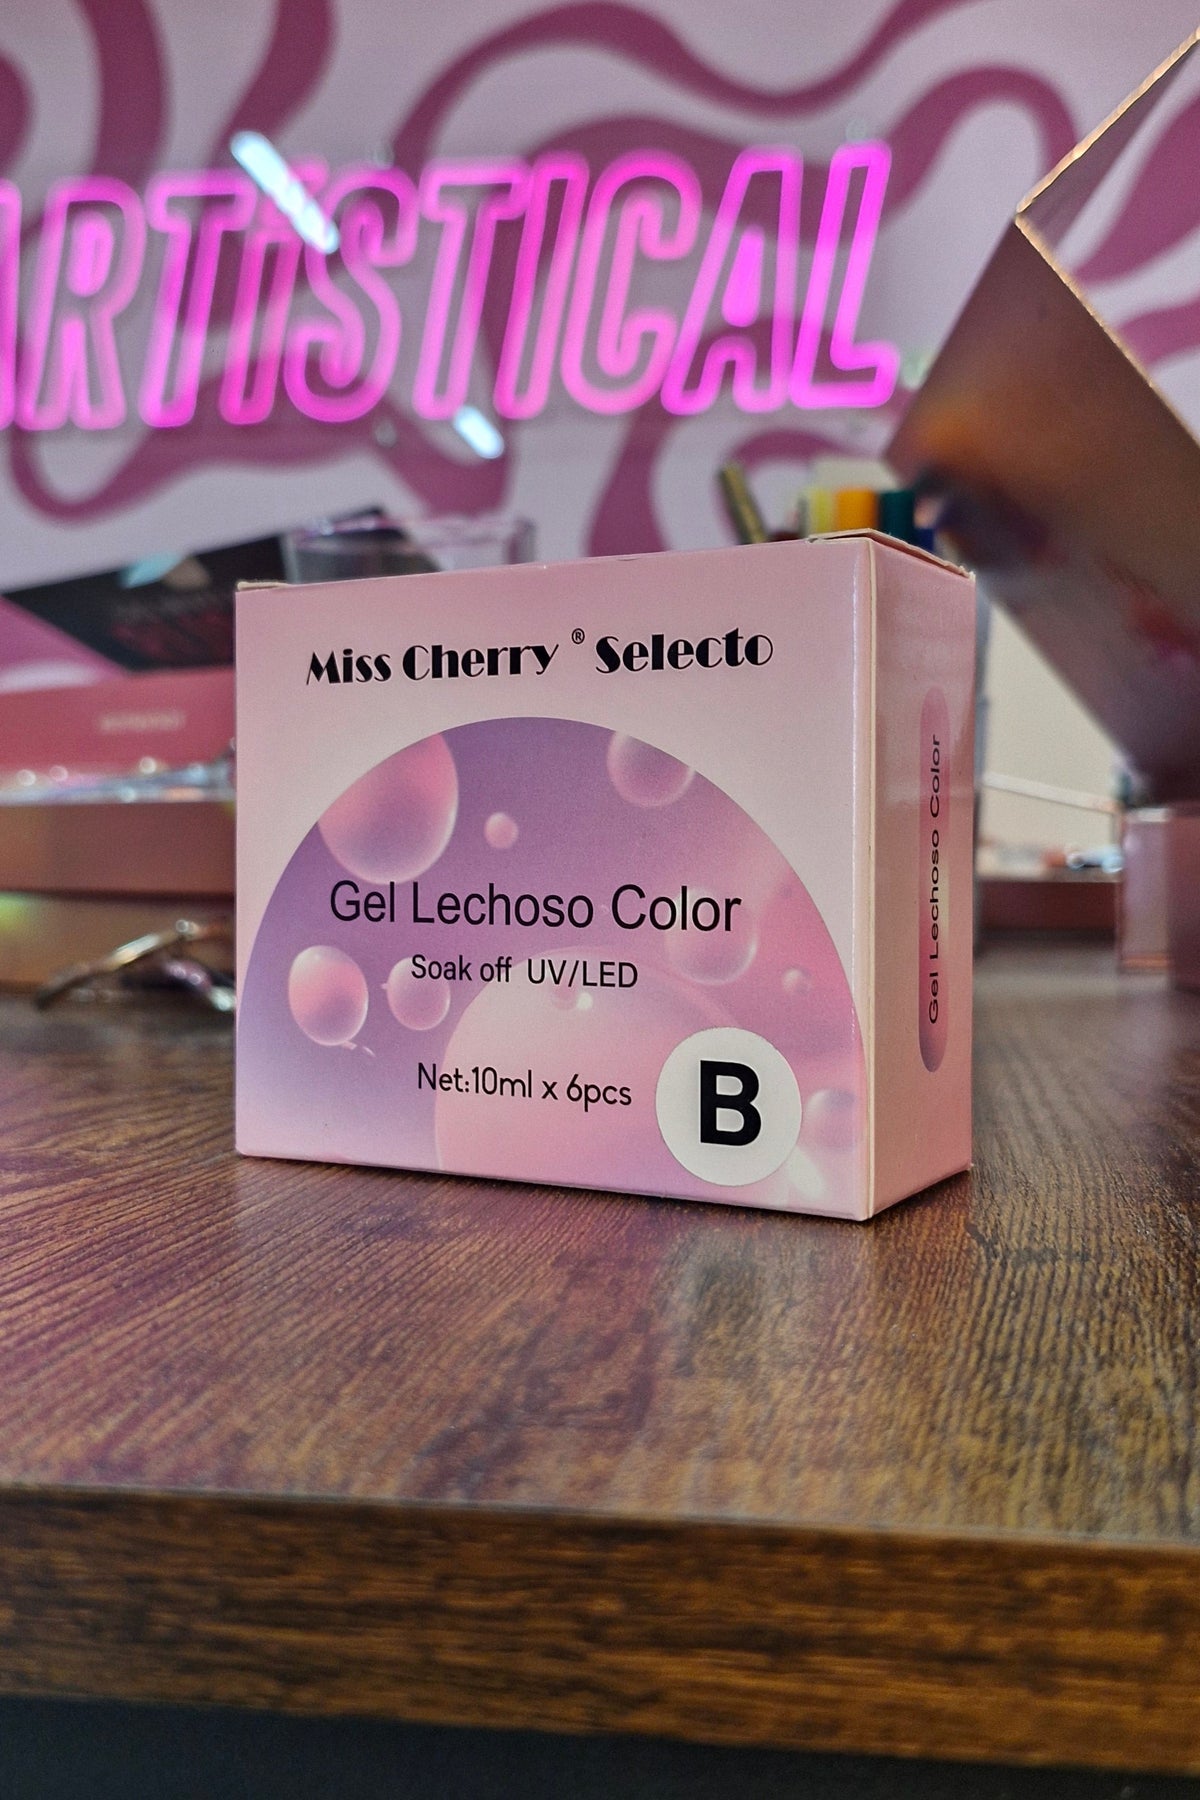 ARTiSTICAL
Miss Cherry® Selecto
Gel Lechoso Color
Soak off UV/LED
Net:10ml x 6pcs
B
Gel Lechoso Color